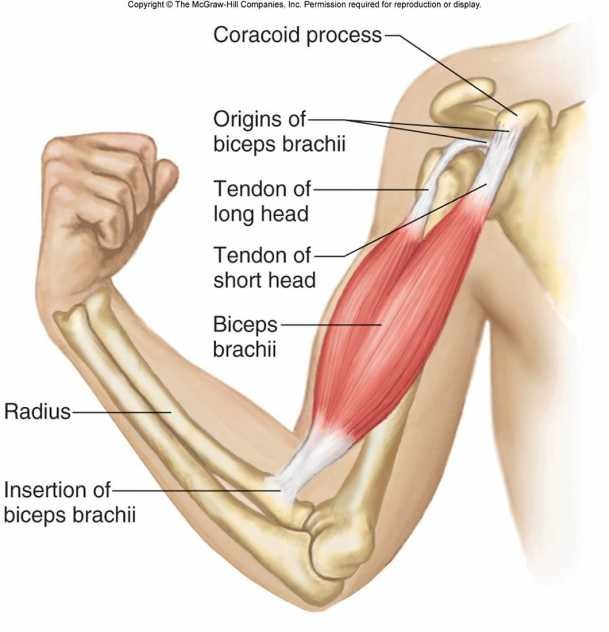 Copyright © The McGraw-Hill Companies, Inc. Permission required for reproduction or display.
Coracoid process
Origins of
biceps brachii
Tendon of
long head
Tendon of
short head
Biceps
brachii
Radius
Insertion of
biceps brachii